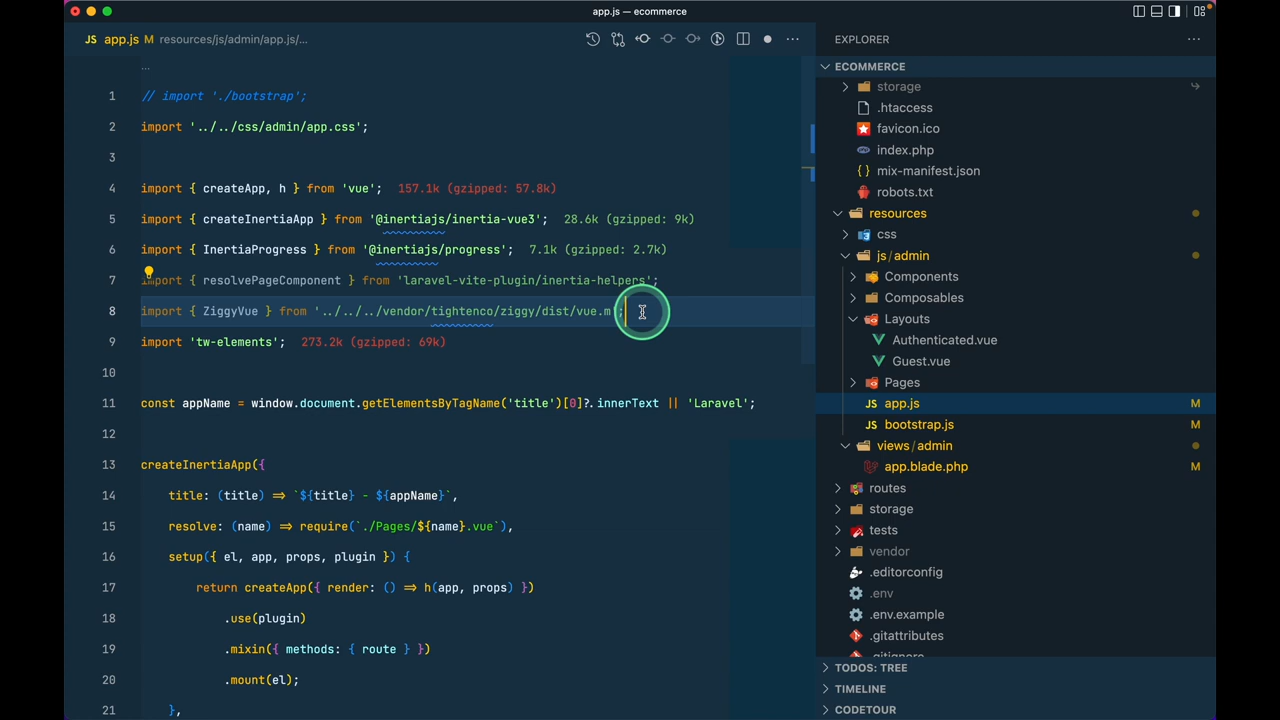 app.js — ecommerce
JS app.js M resources/js/admin/app.js/...
...
1 // import './bootstrap';
2 import '../../css/admin/app.css';
3
4 import { createApp, h } from 'vue'; 157.1k (gzipped: 57.8k)
5 import { createInertiaApp } from '@inertiajs/inertia-vue3'; 28.6k (gzipped: 9k)
6 import { InertiaProgress } from '@inertiajs/progress'; 7.1k (gzipped: 2.7k)
7 import { resolvePageComponent } from 'laravel-vite-plugin/inertia-helpers';
8 import { ZiggyVue } from '../../../vendor/tightenco/ziggy/dist/vue.m';
9 import 'tw-elements'; 273.2k (gzipped: 69k)
10
11 const appName = window.document.getElementsByTagName('title')[0]?.innerText || 'Laravel';
12
13 createInertiaApp({
14 title: (title) => `${title} - ${appName}`,
15 resolve: (name) => require(`./Pages/${name}.vue`),
16 setup({ el, app, props, plugin }) {
17 return createApp({ render: () => h(app, props) })
18 .use(plugin)
19 .mixin({ methods: { route } })
20 .mount(el);
21 },
EXPLORER
ECOMMERCE
storage
.htaccess
favicon.ico
index.php
{ } mix-manifest.json
robots.txt
resources
css
js/admin
Components
Composables
Layouts
Authenticated.vue
Guest.vue
Pages
JS app.js M
JS bootstrap.js M
views/admin
app.blade.php M
routes
storage
tests
vendor
.editorconfig
.env
.env.example
.gitattributes
.gitignore
TODOS: TREE
TIMELINE
CODETOUR